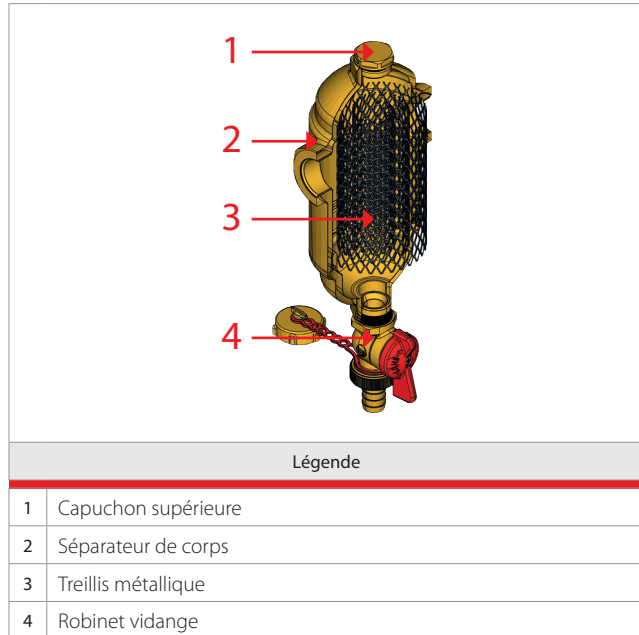 1
2
3
4
Légende
1 Capuchon supérieure
2 Séparateur de corps
3 Treillis métallique
4 Robinet vidange